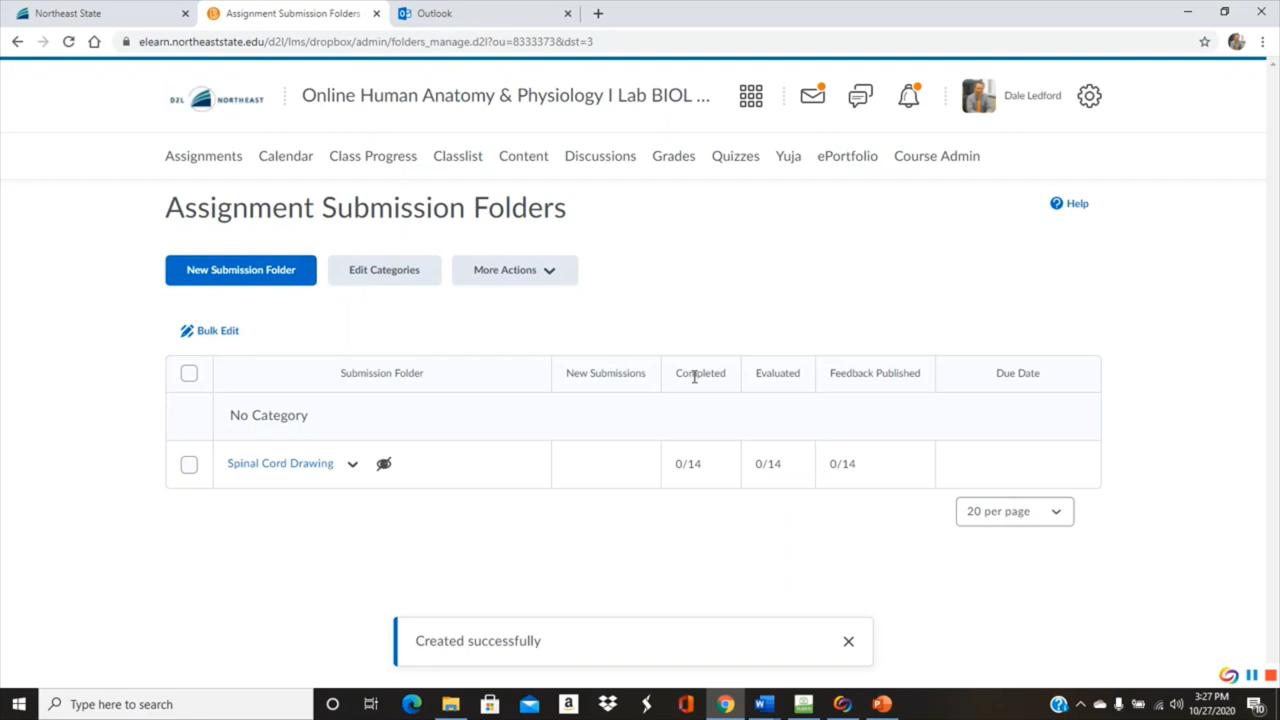 Northeast State
Assignment Submission Folders
Outlook
elearn.northeaststate.edu/d2l/lms/dropbox/admin/folders_manage.d2l?ou=8333373&dst=3
D2L NORTHEAST
Online Human Anatomy & Physiology I Lab BIOL ...
Dale Ledford
Assignments Calendar Class Progress Classlist Content Discussions Grades Quizzes Yuja ePortfolio Course Admin
Assignment Submission Folders
Help
New Submission Folder Edit Categories More Actions
Bulk Edit
Submission Folder New Submissions Completed Evaluated Feedback Published Due Date
No Category
Spinal Cord Drawing 0/14 0/14 0/14
20 per page
Created successfully
Type here to search
3:27 PM
10/27/2020
10